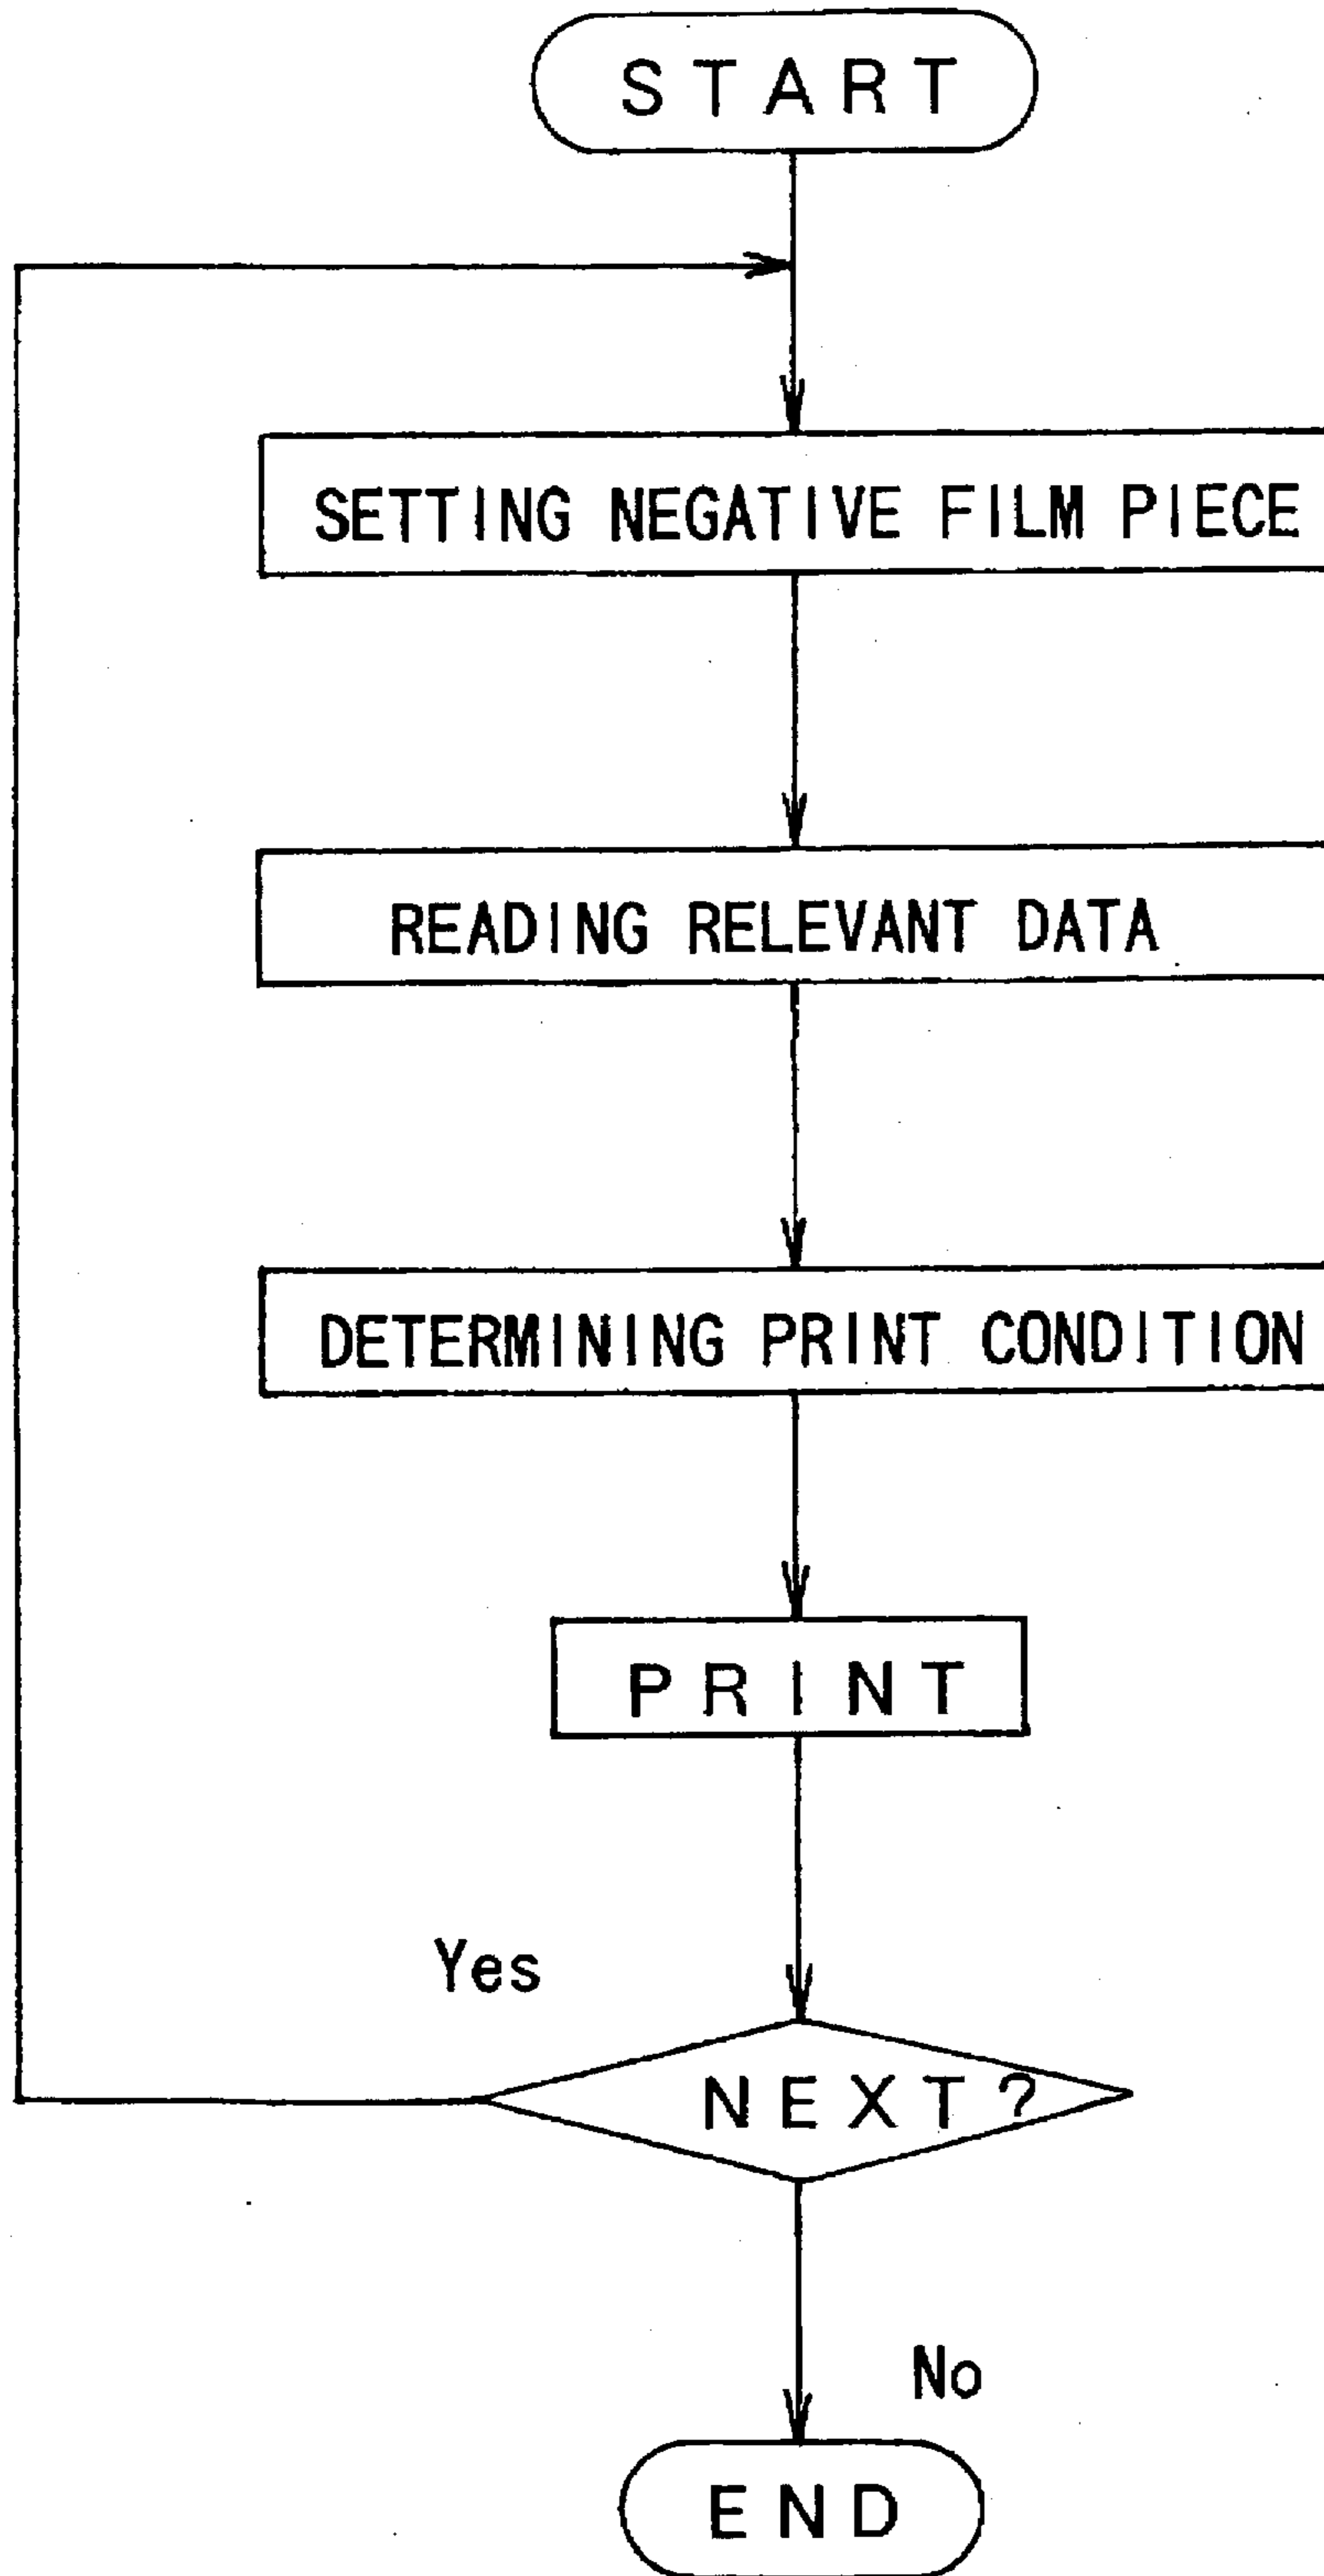 START
SETTING NEGATIVE FILM PIECE
READING RELEVANT DATA
DETERMINING PRINT CONDITION
PRINT
Yes
NEXT?
No
END